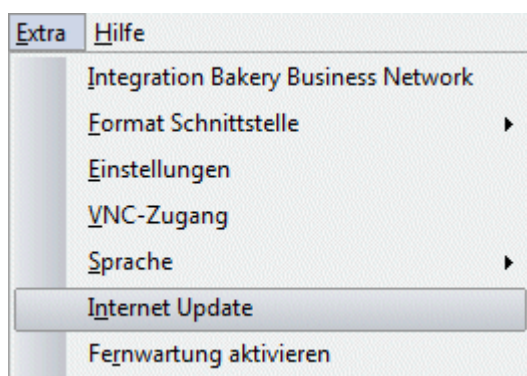 Extra Hilfe
Integration Bakery Business Network
Format Schnittstelle
Einstellungen
VNC-Zugang
Sprache
Internet Update
Fernwartung aktivieren